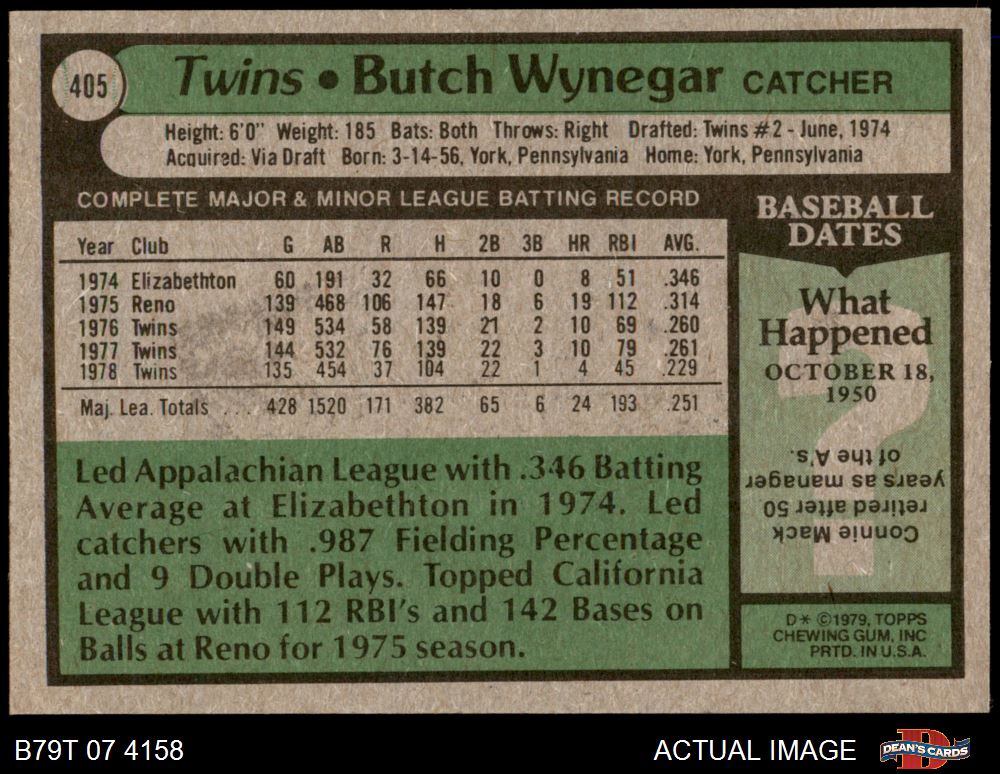 405
Twins • Butch Wynegar CATCHER
Height: 6'0" Weight: 185 Bats: Both Throws: Right Drafted: Twins #2 - June, 1974
Acquired: Via Draft Born: 3-14-56, York, Pennsylvania Home: York, Pennsylvania
COMPLETE MAJOR & MINOR LEAGUE BATTING RECORD
Year Club G AB R H 2B 3B HR RBI AVG.
1974 Elizabethton 60 191 32 66 10 0 8 51 .346
1975 Reno 139 468 106 147 18 6 19 112 .314
1976 Twins 149 534 58 139 21 2 10 69 .260
1977 Twins 144 532 76 139 22 3 10 79 .261
1978 Twins 135 454 37 104 22 1 4 45 .229
Maj. Lea. Totals ... 428 1520 171 382 65 6 24 193 .251
Led Appalachian League with .346 Batting
Average at Elizabethton in 1974. Led
catchers with .987 Fielding Percentage
and 9 Double Plays. Topped California
League with 112 RBI's and 142 Bases on
Balls at Reno for 1975 season.
BASEBALL
DATES
What
Happened
OCTOBER 18,
1950
?
Connie Mack
retired after 50
years as manager
of the A's.
D* ©1979, TOPPS
CHEWING GUM, INC
PRTD. IN U.S.A.
B79T 07 4158
ACTUAL IMAGE
D
DEAN'S CARDS